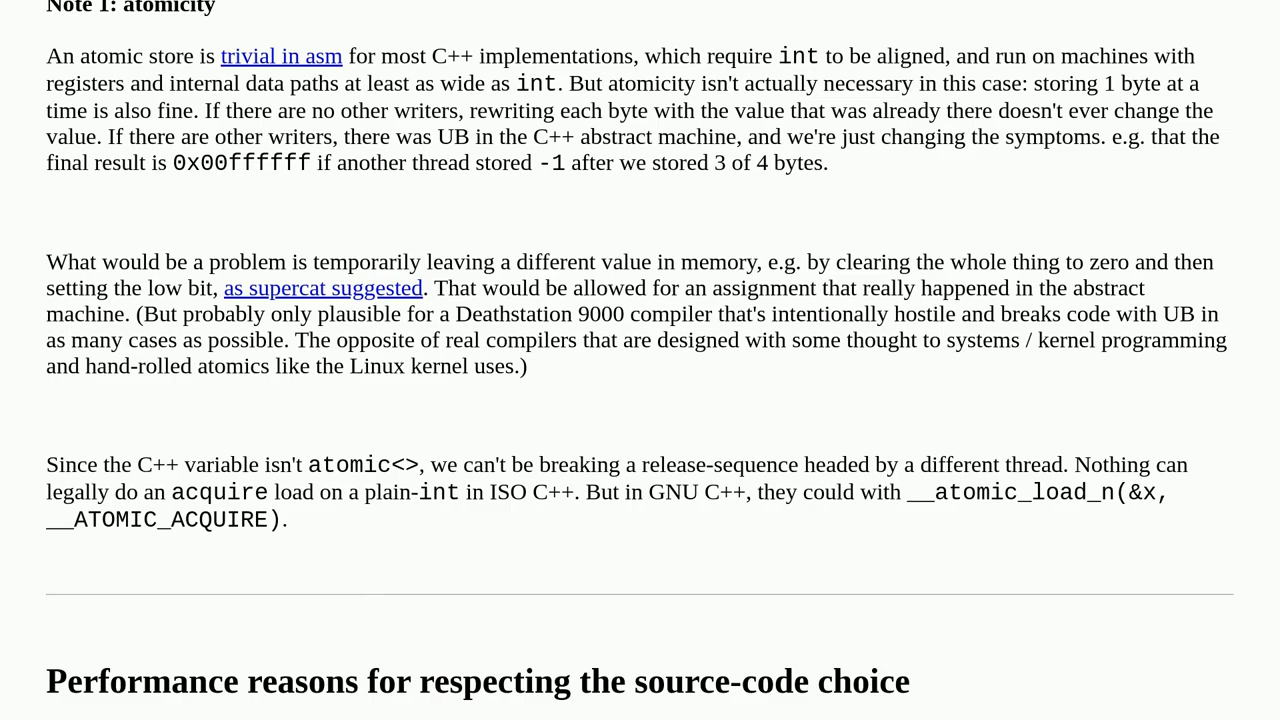 Note 1: atomicity
An atomic store is trivial in asm for most C++ implementations, which require int to be aligned, and run on machines with
registers and internal data paths at least as wide as int. But atomicity isn't actually necessary in this case: storing 1 byte at a
time is also fine. If there are no other writers, rewriting each byte with the value that was already there doesn't ever change the
value. If there are other writers, there was UB in the C++ abstract machine, and we're just changing the symptoms. e.g. that the
final result is 0x00ffffff if another thread stored -1 after we stored 3 of 4 bytes.
What would be a problem is temporarily leaving a different value in memory, e.g. by clearing the whole thing to zero and then
setting the low bit, as supercat suggested. That would be allowed for an assignment that really happened in the abstract
machine. (But probably only plausible for a Deathstation 9000 compiler that's intentionally hostile and breaks code with UB in
as many cases as possible. The opposite of real compilers that are designed with some thought to systems / kernel programming
and hand-rolled atomics like the Linux kernel uses.)
Since the C++ variable isn't atomic<>, we can't be breaking a release-sequence headed by a different thread. Nothing can
legally do an acquire load on a plain-int in ISO C++. But in GNU C++, they could with __atomic_load_n(&x,
__ATOMIC_ACQUIRE).
Performance reasons for respecting the source-code choice